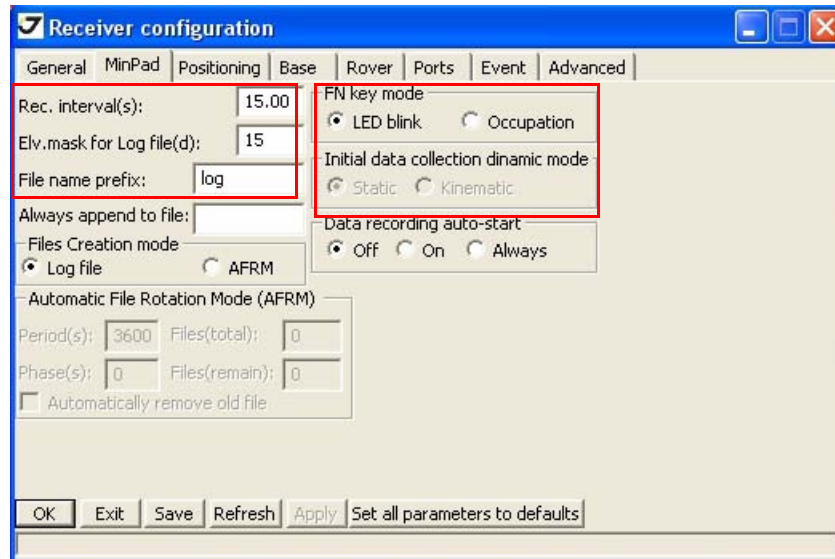 Receiver configuration
General MinPad Positioning Base Rover Ports Event Advanced
Rec. interval(s): 15.00
Elv.mask for Log file(d): 15
File name prefix: log
Always append to file:
Files Creation mode
Log file AFRM
FN key mode
LED blink Occupation
Initial data collection dinamic mode
Static Kinematic
Data recording auto-start
Off On Always
Automatic File Rotation Mode (AFRM)
Period(s): 3600 Files(total): 0
Phase(s): 0 Files(remain): 0
Automatically remove old file
OK Exit Save Refresh Apply Set all parameters to defaults